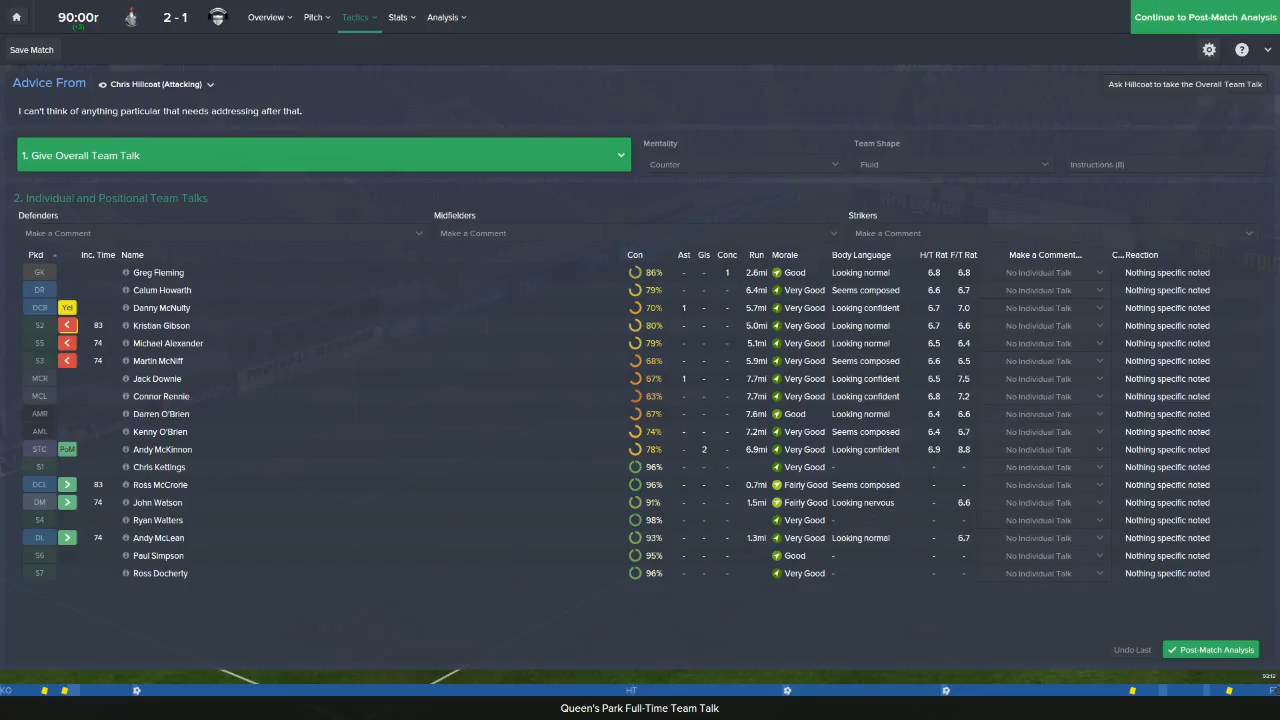 90:00r
(+3)
2 - 1
Overview
Pitch
Tactics
Stats
Analysis
Continue to Post-Match Analysis
Save Match
Advice From Chris Hillcoat (Attacking)
Ask Hillcoat to take the Overall Team Talk
I can't think of anything particular that needs addressing after that.
1. Give Overall Team Talk
Mentality
Counter
Team Shape
Fluid
Instructions (8)
2. Individual and Positional Team Talks
Defenders
Make a Comment
Midfielders
Make a Comment
Strikers
Make a Comment
Pkd Inc. Time Name Con Ast Gls Conc Run Morale Body Language H/T Rat F/T Rat Make a Comment... C... Reaction
GK Greg Fleming 86% - - 1 2.6mi Good Looking normal 6.8 6.8 No Individual Talk Nothing specific noted
DR Calum Howarth 79% - - - 6.4mi Very Good Seems composed 6.6 6.7 No Individual Talk Nothing specific noted
DCR Yel Danny McNulty 70% 1 - - 5.7mi Very Good Looking confident 6.7 7.0 No Individual Talk Nothing specific noted
S2 83 Kristian Gibson 80% - - - 5.0mi Very Good Looking confident 6.7 6.6 No Individual Talk Nothing specific noted
S5 74 Michael Alexander 79% - - - 5.1mi Very Good Looking normal 6.5 6.4 No Individual Talk Nothing specific noted
S3 74 Martin McNiff 68% - - - 5.9mi Very Good Seems composed 6.6 6.5 No Individual Talk Nothing specific noted
MCR Jack Downie 67% 1 - - 7.7mi Very Good Looking confident 6.5 7.5 No Individual Talk Nothing specific noted
MCL Connor Rennie 63% - - - 7.7mi Very Good Looking confident 6.8 7.2 No Individual Talk Nothing specific noted
AMR Darren O'Brien 67% - - - 7.6mi Good Looking normal 6.4 6.6 No Individual Talk Nothing specific noted
AML Kenny O'Brien 74% - - - 7.2mi Very Good Seems composed 6.4 6.7 No Individual Talk Nothing specific noted
STC PoM Andy McKinnon 78% - 2 - 6.9mi Very Good Looking confident 6.9 8.8 No Individual Talk Nothing specific noted
S1 Chris Kettings 96% - - - Very Good - - - No Individual Talk Nothing specific noted
DCL 83 Ross McCrorie 96% - - - 0.7mi Fairly Good Seems composed - - No Individual Talk Nothing specific noted
DM 74 John Watson 91% - - - 1.5mi Fairly Good Looking nervous - 6.6 No Individual Talk Nothing specific noted
S4 Ryan Watters 98% - - - Very Good - - - No Individual Talk Nothing specific noted
DL 74 Andy McLean 93% - - - 1.3mi Very Good Looking normal - 6.7 No Individual Talk Nothing specific noted
S6 Paul Simpson 95% - - - Good - - - No Individual Talk Nothing specific noted
S7 Ross Docherty 96% - - - Very Good - - - No Individual Talk Nothing specific noted
Undo Last
Post-Match Analysis
93:13
KO
HT
F
Queen's Park Full-Time Team Talk